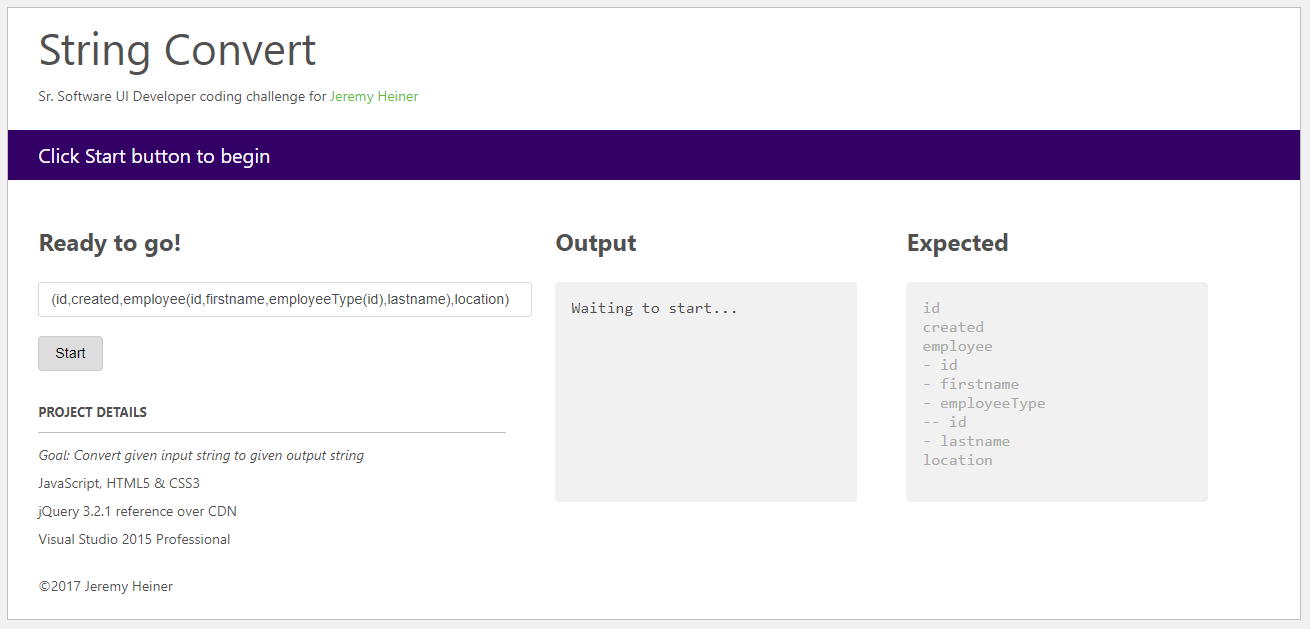 String Convert
Sr. Software UI Developer coding challenge for Jeremy Heiner
Click Start button to begin
Ready to go!
(id,created,employee(id,firstname,employeeType(id),lastname),location)
Start
PROJECT DETAILS
Goal: Convert given input string to given output string
JavaScript, HTML5 & CSS3
jQuery 3.2.1 reference over CDN
Visual Studio 2015 Professional
©2017 Jeremy Heiner
Output
Waiting to start...
Expected
id
created
employee
- id
- firstname
- employeeType
-- id
- lastname
location